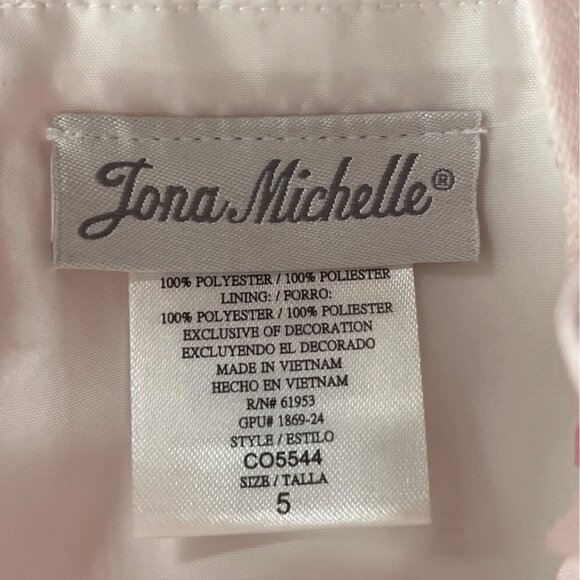 Jona Michelle®
100% POLYESTER / 100% POLIESTER
LINING: / FORRO:
100% POLYESTER / 100% POLIESTER
EXCLUSIVE OF DECORATION
EXCLUYENDO EL DECORADO
MADE IN VIETNAM
HECHO EN VIETNAM
R/N# 61953
GPU# 1869-24
STYLE / ESTILO
CO5544
SIZE / TALLA
5